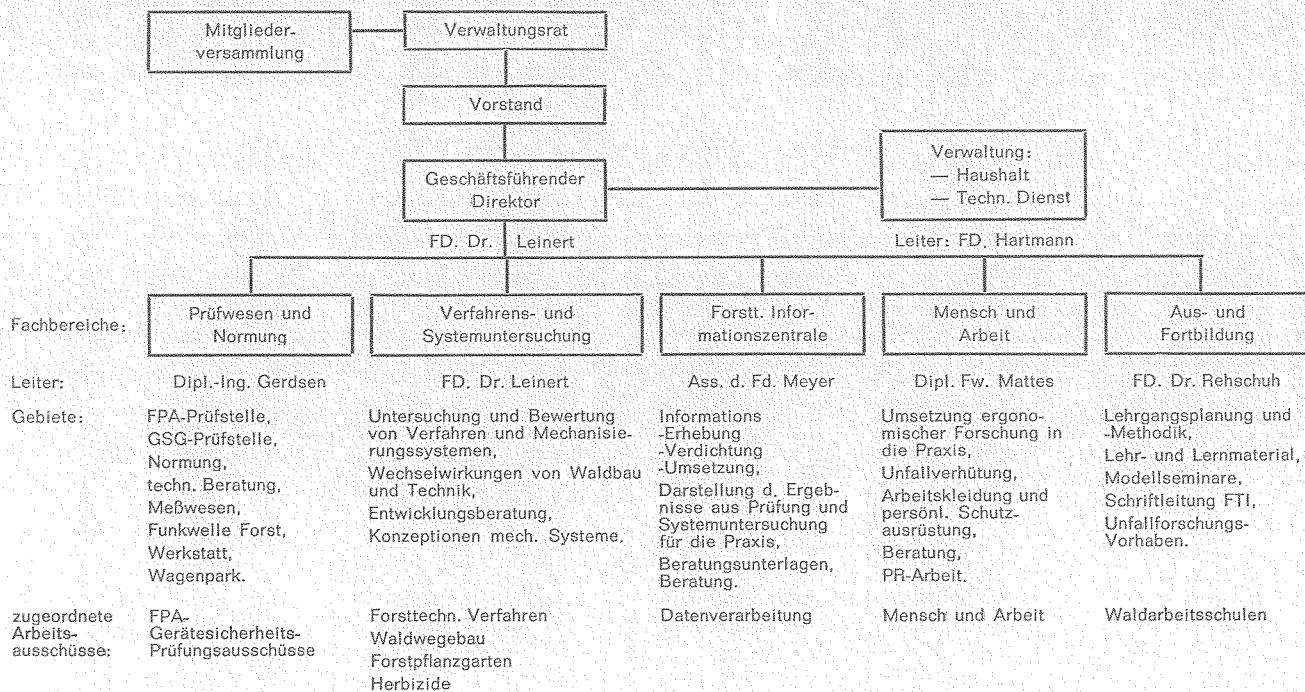 Mitglieder-
versammlung
Verwaltungsrat
Vorstand
Geschäftsführender
Direktor
Verwaltung:
— Haushalt
— Techn. Dienst
FD. Dr. Leinert
Leiter: FD. Hartmann
Fachbereiche:
Prüfwesen und
Normung
Verfahrens- und
Systemuntersuchung
Forstt. Infor-
mationszentrale
Mensch und
Arbeit
Aus- und
Fortbildung
Leiter:
Dipl.-Ing. Gerdsen
FD. Dr. Leinert
Ass. d. Fd. Meyer
Dipl. Fw. Mattes
FD. Dr. Rehschuh
Gebiete:
FPA-Prüfstelle,
GSG-Prüfstelle,
Normung,
techn. Beratung,
Meßwesen,
Funkwelle Forst,
Werkstatt,
Wagenpark.
Untersuchung und Bewertung
von Verfahren und Mechanisie-
rungssystemen,
Wechselwirkungen von Waldbau
und Technik,
Entwicklungsberatung,
Konzeptionen mech. Systeme.
Informations
-Erhebung
-Verdichtung
-Umsetzung,
Darstellung d. Ergeb-
nisse aus Prüfung und
Systemuntersuchung
für die Praxis,
Beratungsunterlagen,
Beratung.
Umsetzung ergono-
mischer Forschung in
die Praxis,
Unfallverhütung,
Arbeitskleidung und
persönl. Schutz-
ausrüstung,
Beratung,
PR-Arbeit.
Lehrgangsplanung und
-Methodik,
Lehr- und Lernmaterial,
Modellseminare,
Schriftleitung FTI,
Unfallforschungs-
Vorhaben.
zugeordnete
Arbeits-
ausschüsse:
FPA-
Gerätesicherheits-
Prüfungsausschüsse
Forsttechn. Verfahren
Waldwegebau
Forstpflanzgarten
Herbizide
Datenverarbeitung
Mensch und Arbeit
Waldarbeitsschulen